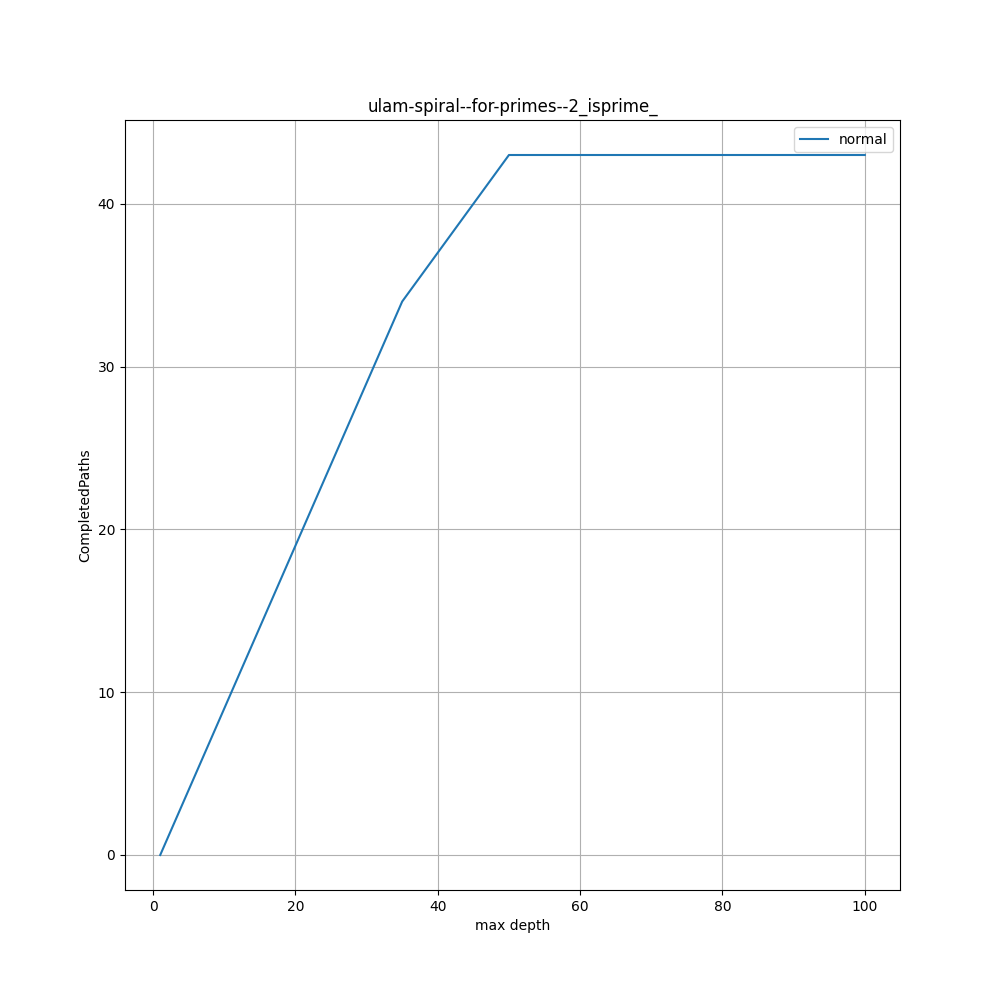 ulam-spiral--for-primes--2_isprime_
normal
CompletedPaths
40
30
20
10
0
0 20 40 60 80 100
max depth